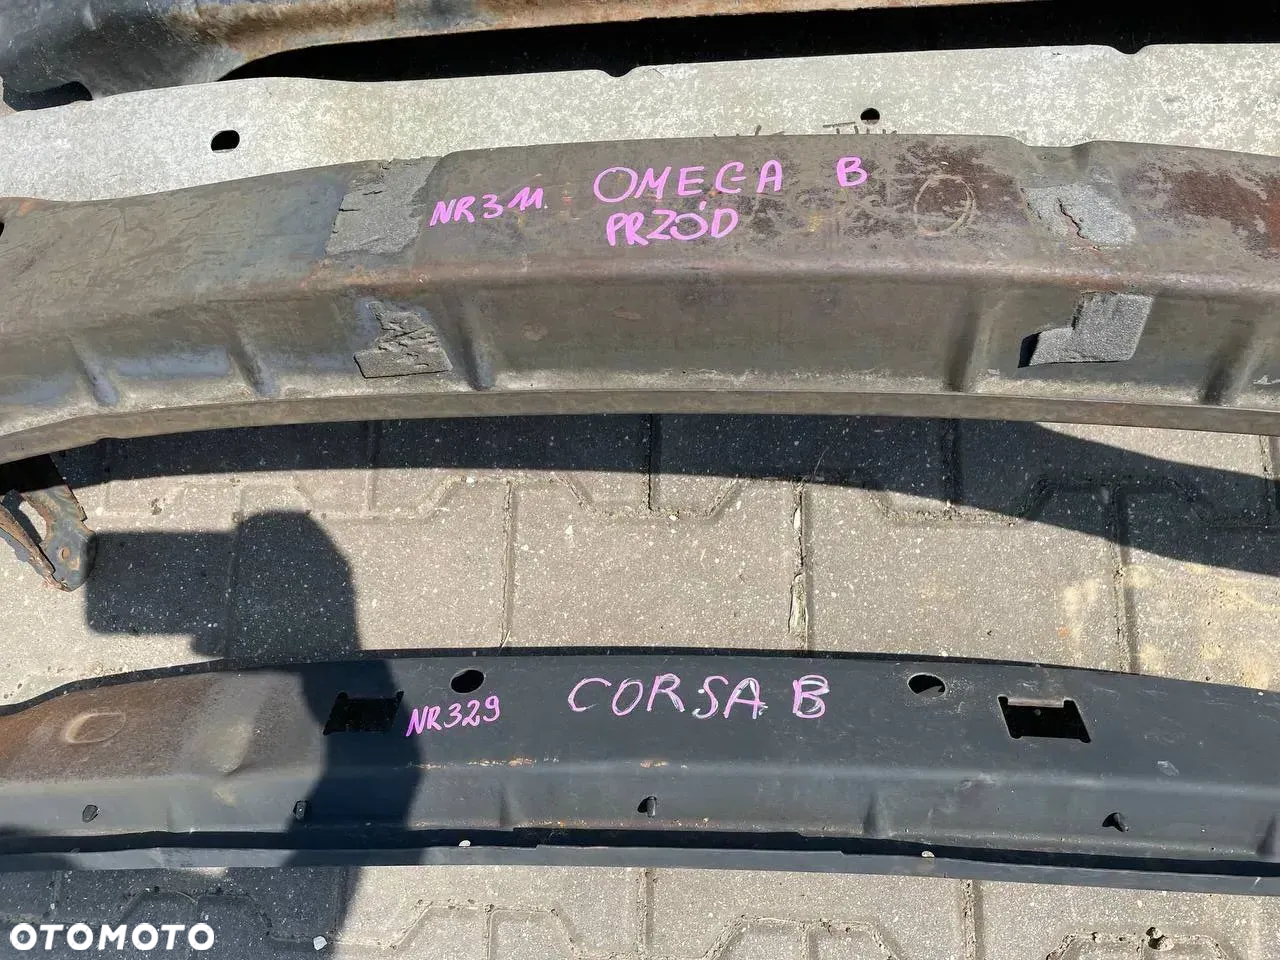 NR311. OMEGA B
PRZÓD
NR329 CORSA B
OTOMOTO